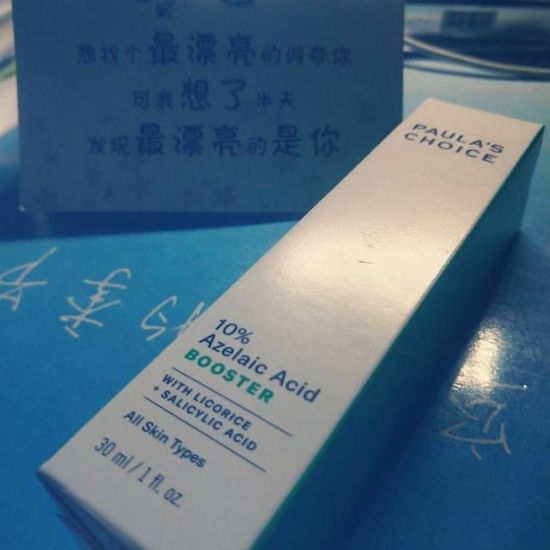 想找个最漂亮的词夸你
可我想了半天
发现最漂亮的是你
PAULA'S
CHOICE
10%
Azelaic Acid
BOOSTER
WITH LICORICE
+ SALICYLIC ACID
All Skin Types
30 ml / 1 fl. oz.